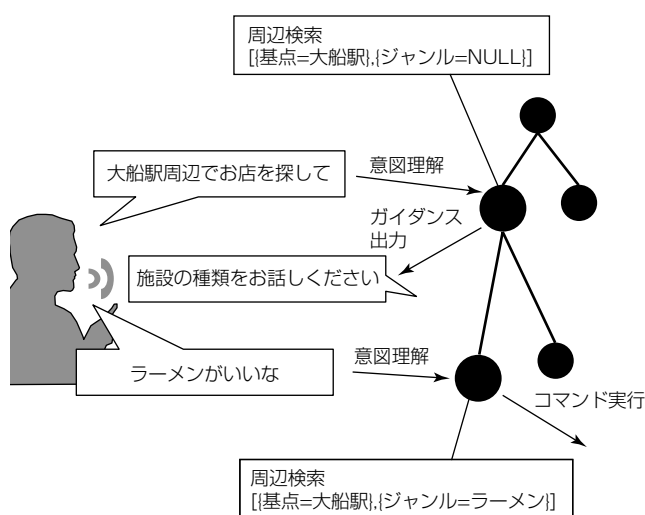 周辺検索
[{基点=大船駅},{ジャンル=NULL}]
大船駅周辺でお店を探して
意図理解
ガイダンス
出力
施設の種類をお話しください
意図理解
ラーメンがいいな
コマンド実行
周辺検索
[{基点=大船駅},{ジャンル=ラーメン}]